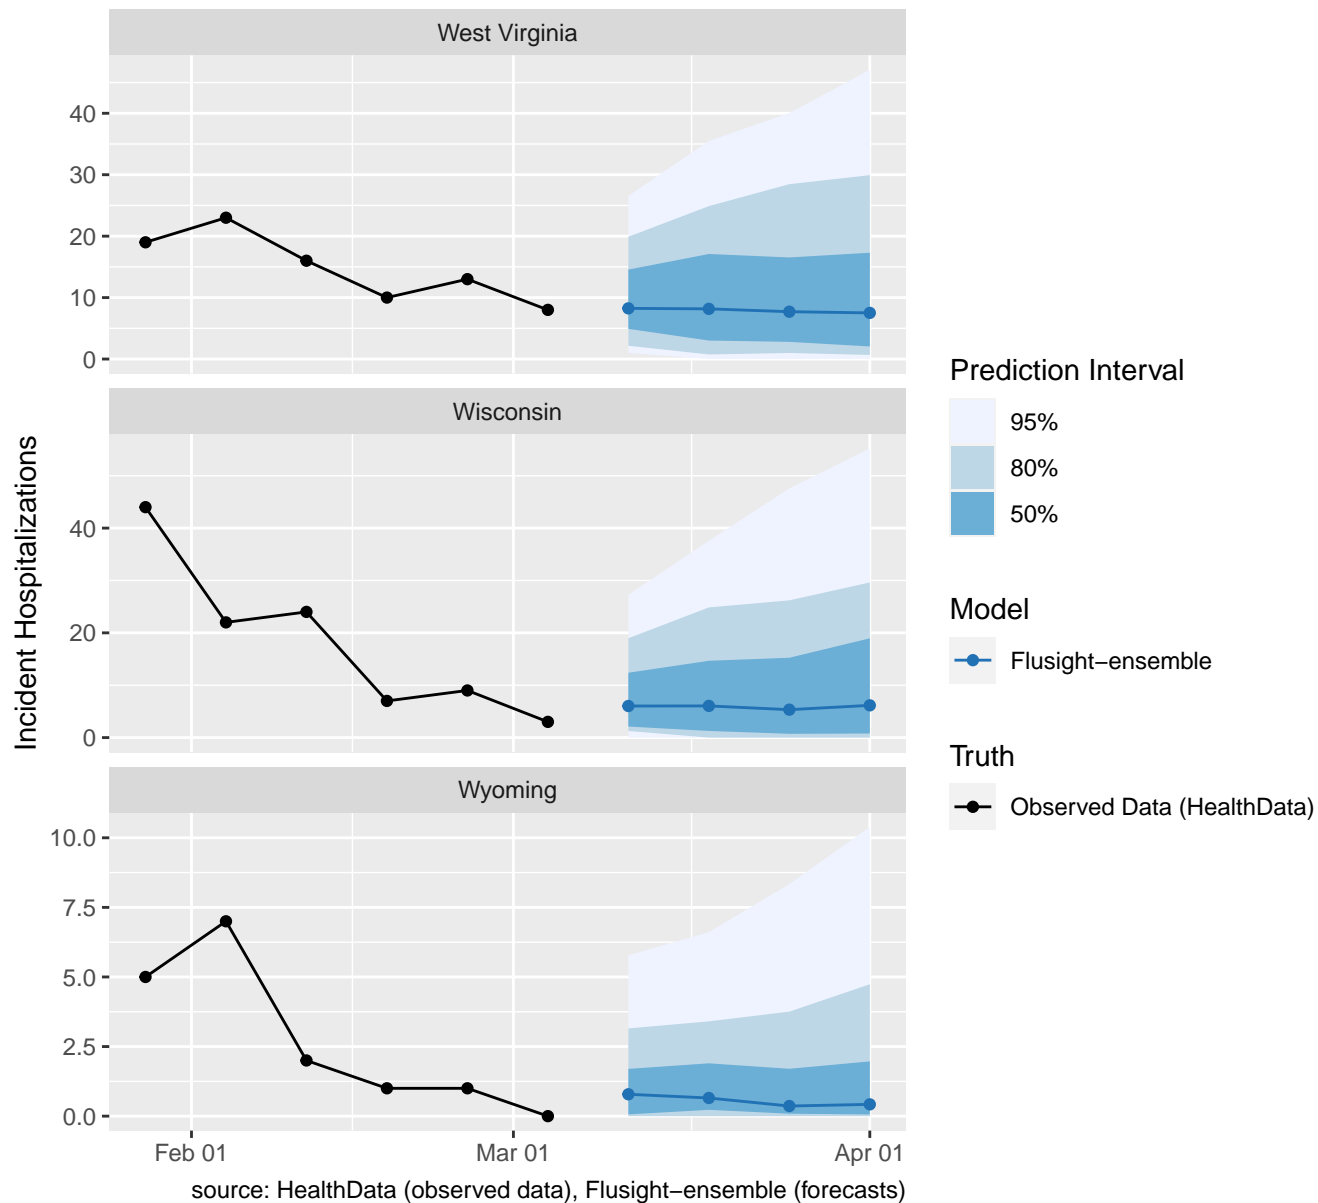 West Virginia
40
30
20
10
0
Wisconsin
40
20
0
Wyoming
10.0
7.5
5.0
2.5
0.0
Feb 01
Mar 01
Apr 01
Incident Hospitalizations
source: HealthData (observed data), Flusight−ensemble (forecasts)
Prediction Interval
95%
80%
50%
Model
Flusight−ensemble
Truth
Observed Data (HealthData)